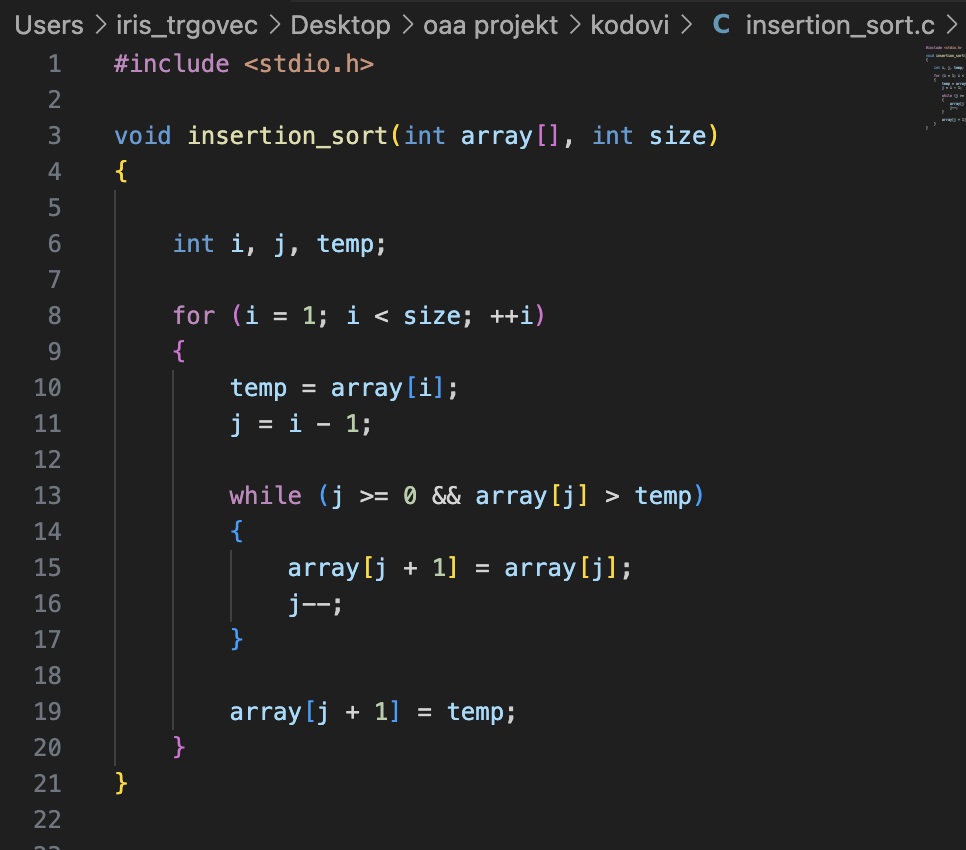 Users > iris_trgovec > Desktop > oaa projekt > kodovi > C insertion_sort.c >
1 #include <stdio.h>
2
3 void insertion_sort(int array[], int size)
4 {
5
6     int i, j, temp;
7
8     for (i = 1; i < size; ++i)
9     {
10         temp = array[i];
11         j = i - 1;
12
13         while (j >= 0 && array[j] > temp)
14         {
15             array[j + 1] = array[j];
16             j--;
17         }
18
19         array[j + 1] = temp;
20     }
21 }
22